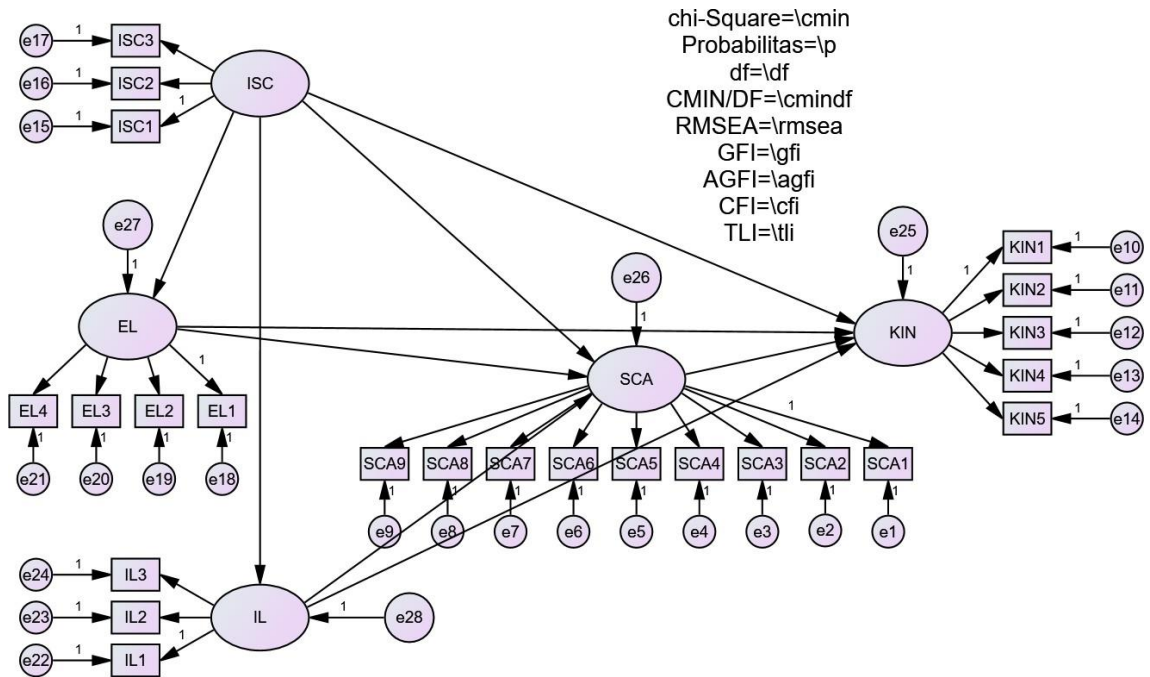 chi-Square=\cmin
Probabilitas=\p
df=\df
CMIN/DF=\cmindf
RMSEA=\rmsea
GFI=\gfi
AGFI=\agfi
CFI=\cfi
TLI=\tli
e17 1 ISC3
e16 1 ISC2 ISC
e15 1 ISC1 1
e27
1
EL
1
EL4 EL3 EL2 EL1
1 1 1 1
e21 e20 e19 e18
e26
1
SCA
1
SCA9 SCA8 SCA7 SCA6 SCA5 SCA4 SCA3 SCA2 SCA1
1 1 1 1 1 1 1 1 1
e9 e8 e7 e6 e5 e4 e3 e2 e1
e25
1
KIN
1
KIN1 1 e10
KIN2 1 e11
KIN3 1 e12
KIN4 1 e13
KIN5 1 e14
e24 1 IL3
e23 1 IL2 IL 1 e28
e22 1 IL1 1